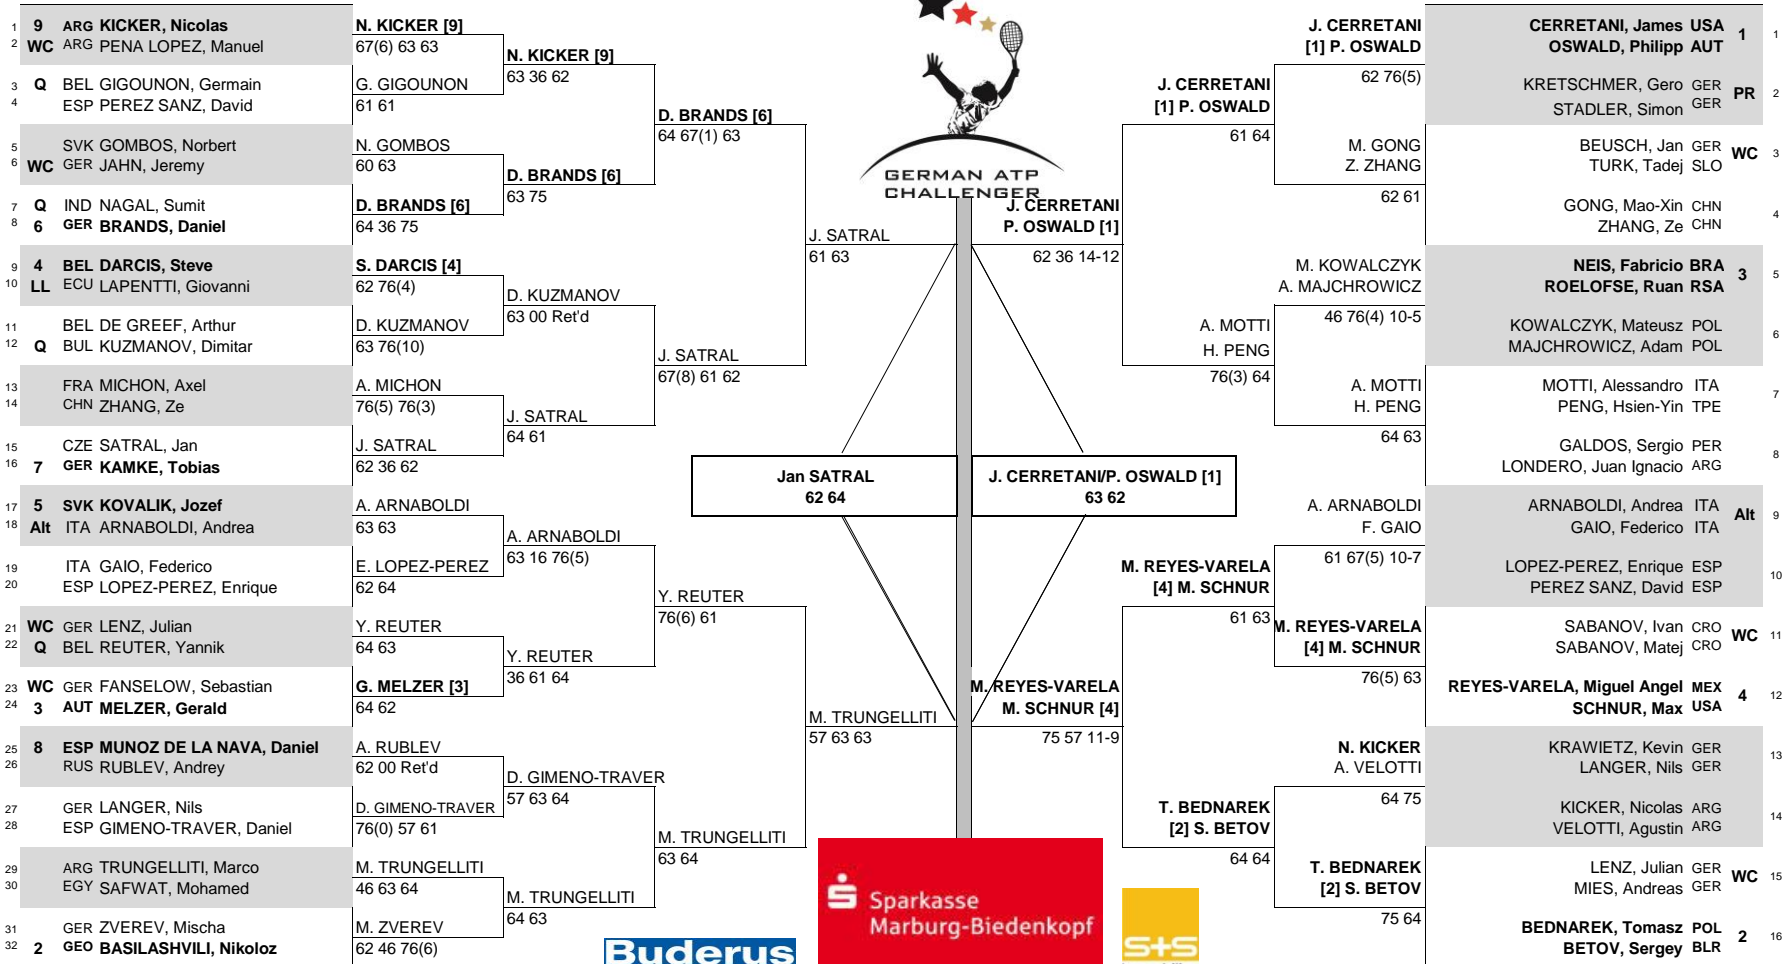 1 9 ARG KICKER, Nicolas
2 WC ARG PENA LOPEZ, Manuel
3 Q BEL GIGOUNON, Germain
4 ESP PEREZ SANZ, David
5 SVK GOMBOS, Norbert
6 WC GER JAHN, Jeremy
7 Q IND NAGAL, Sumit
8 6 GER BRANDS, Daniel
9 4 BEL DARCIS, Steve
10 LL ECU LAPENTTI, Giovanni
11 BEL DE GREEF, Arthur
12 Q BUL KUZMANOV, Dimitar
13 FRA MICHON, Axel
14 CHN ZHANG, Ze
15 CZE SATRAL, Jan
16 7 GER KAMKE, Tobias
17 5 SVK KOVALIK, Jozef
18 Alt ITA ARNABOLDI, Andrea
19 ITA GAIO, Federico
20 ESP LOPEZ-PEREZ, Enrique
21 WC GER LENZ, Julian
22 Q BEL REUTER, Yannik
23 WC GER FANSELOW, Sebastian
24 3 AUT MELZER, Gerald
25 8 ESP MUNOZ DE LA NAVA, Daniel
26 RUS RUBLEV, Andrey
27 GER LANGER, Nils
28 ESP GIMENO-TRAVER, Daniel
29 ARG TRUNGELLITI, Marco
30 EGY SAFWAT, Mohamed
31 GER ZVEREV, Mischa
32 2 GEO BASILASHVILI, Nikoloz
N. KICKER [9]
67(6) 63 63
G. GIGOUNON
61 61
N. GOMBOS
60 63
D. BRANDS [6]
64 36 75
S. DARCIS [4]
62 76(4)
D. KUZMANOV
63 76(10)
A. MICHON
76(5) 76(3)
J. SATRAL
62 36 62
A. ARNABOLDI
63 63
E. LOPEZ-PEREZ
62 64
Y. REUTER
64 63
G. MELZER [3]
64 62
A. RUBLEV
62 00 Ret'd
D. GIMENO-TRAVER
76(0) 57 61
M. TRUNGELLITI
46 63 64
M. ZVEREV
62 46 76(6)
N. KICKER [9]
63 36 62
D. BRANDS [6]
63 75
D. KUZMANOV
63 00 Ret'd
J. SATRAL
64 61
A. ARNABOLDI
63 16 76(5)
Y. REUTER
36 61 64
D. GIMENO-TRAVER
57 63 64
M. TRUNGELLITI
64 63
D. BRANDS [6]
64 67(1) 63
J. SATRAL
67(8) 61 62
Y. REUTER
76(6) 61
M. TRUNGELLITI
63 64
J. SATRAL
61 63
M. TRUNGELLITI
57 63 63
Jan SATRAL
62 64
GERMAN ATP
CHALLENGER
J. CERRETANI/P. OSWALD [1]
63 62
J. CERRETANI
P. OSWALD [1]
62 36 14-12
M. REYES-VARELA
M. SCHNUR [4]
75 57 11-9
J. CERRETANI
[1] P. OSWALD
61 64
A. MOTTI
H. PENG
76(3) 64
M. REYES-VARELA
[4] M. SCHNUR
61 63
T. BEDNAREK
[2] S. BETOV
64 64
J. CERRETANI
[1] P. OSWALD
62 76(5)
M. GONG
Z. ZHANG
62 61
M. KOWALCZYK
A. MAJCHROWICZ
46 76(4) 10-5
A. MOTTI
H. PENG
64 63
A. ARNABOLDI
F. GAIO
61 67(5) 10-7
M. REYES-VARELA
[4] M. SCHNUR
76(5) 63
N. KICKER
A. VELOTTI
64 75
T. BEDNAREK
[2] S. BETOV
75 64
CERRETANI, James USA 1 1
OSWALD, Philipp AUT
KRETSCHMER, Gero GER PR 2
STADLER, Simon GER
BEUSCH, Jan GER WC 3
TURK, Tadej SLO
GONG, Mao-Xin CHN 4
ZHANG, Ze CHN
NEIS, Fabricio BRA 3 5
ROELOFSE, Ruan RSA
KOWALCZYK, Mateusz POL 6
MAJCHROWICZ, Adam POL
MOTTI, Alessandro ITA 7
PENG, Hsien-Yin TPE
GALDOS, Sergio PER 8
LONDERO, Juan Ignacio ARG
ARNABOLDI, Andrea ITA Alt 9
GAIO, Federico ITA
LOPEZ-PEREZ, Enrique ESP 10
PEREZ SANZ, David ESP
SABANOV, Ivan CRO WC 11
SABANOV, Matej CRO
REYES-VARELA, Miguel Angel MEX 4 12
SCHNUR, Max USA
KRAWIETZ, Kevin GER 13
LANGER, Nils GER
KICKER, Nicolas ARG 14
VELOTTI, Agustin ARG
LENZ, Julian GER WC 15
MIES, Andreas GER
BEDNAREK, Tomasz POL 2 16
BETOV, Sergey BLR
Sparkasse
Marburg-Biedenkopf
Buderus
S+S